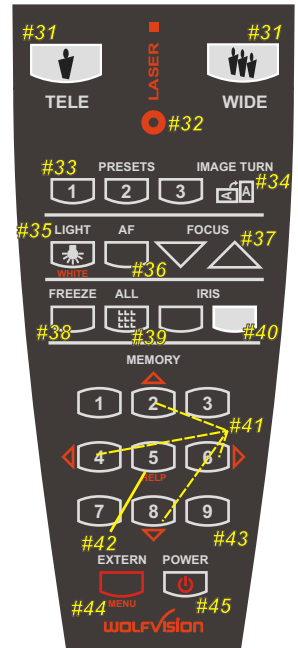 #31 #31
TELE LASER WIDE
#32
#33 PRESETS IMAGE TURN
1 2 3 A A #34
#35 LIGHT AF FOCUS #37
WHITE #36
FREEZE ALL IRIS
#38 #39 #40
MEMORY
1 2 3
#41
4 5 6
HELP
7 8 9
#42 #43
EXTERN POWER
#44 MENU #45
WOLFVISION